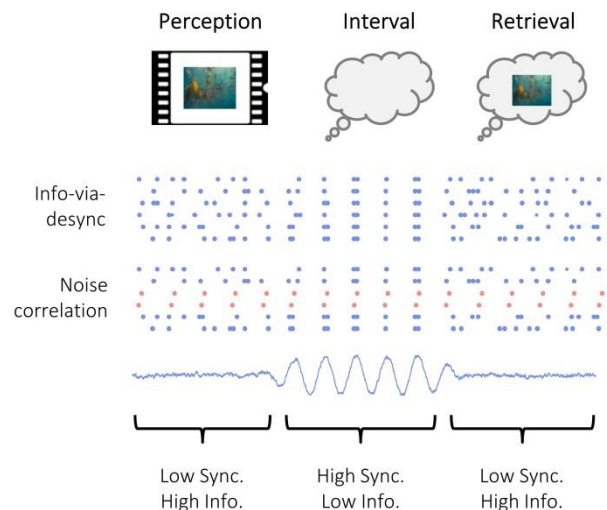 Perception
Interval
Retrieval
Info-via-
desync
Noise
correlation
Low Sync.
High Info.
High Sync.
Low Info.
Low Sync.
High Info.